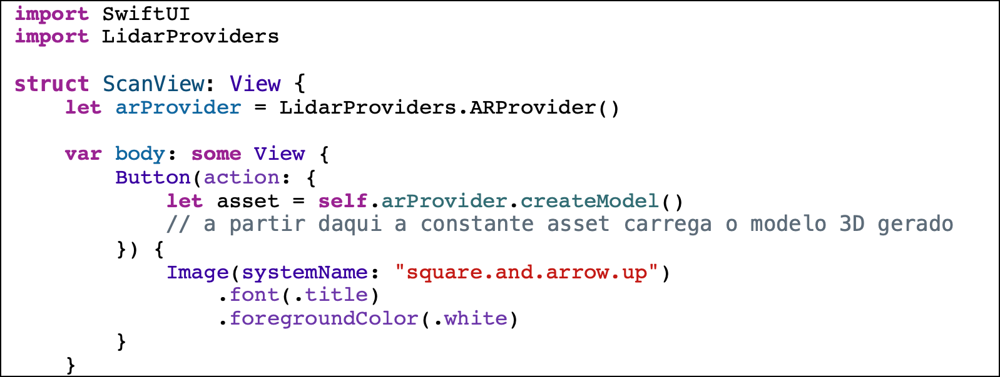 import SwiftUI
import LidarProviders
struct ScanView: View {
let arProvider = LidarProviders.ARProvider()
var body: some View {
Button(action: {
let asset = self.arProvider.createModel()
// a partir daqui a constante asset carrega o modelo 3D gerado
}) {
Image(systemName: "square.and.arrow.up")
.font(.title)
.foregroundColor(.white)
}
}